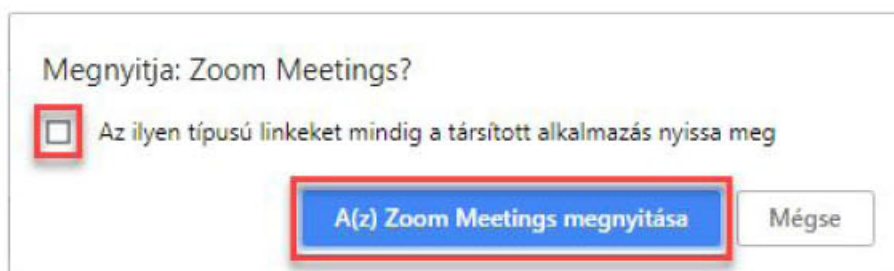 Megnyitja: Zoom Meetings?
Az ilyen típusú linkeket mindig a társított alkalmazás nyissa meg
A(z) Zoom Meetings megnyitása
Mégse